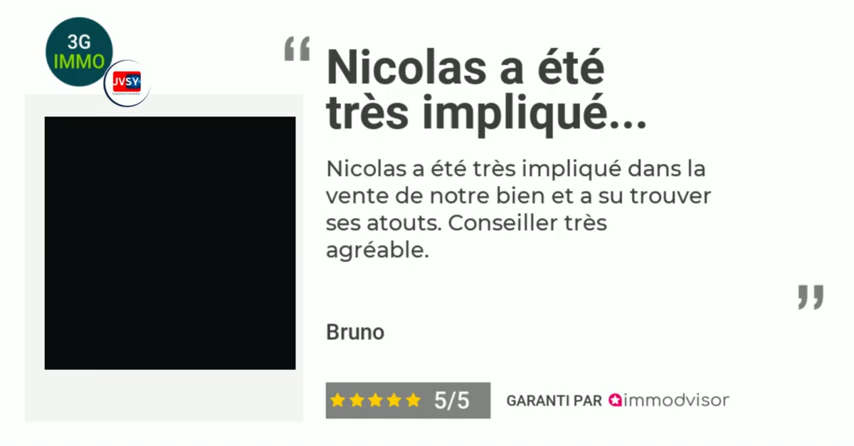 3G
IMMO
JVSY
“
Nicolas a été
très impliqué...
Nicolas a été très impliqué dans la
vente de notre bien et a su trouver
ses atouts. Conseiller très
agréable.
”
Bruno
5/5 GARANTI PAR immodvisor